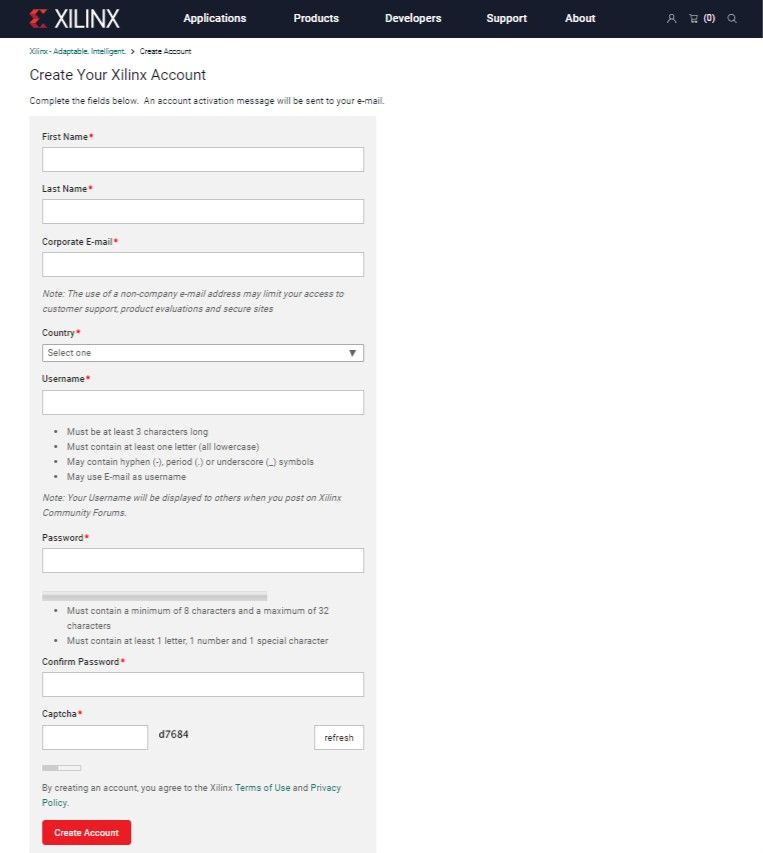 XILINX Applications Products Developers Support About (0)
Xilinx - Adaptable. Intelligent. > Create Account
Create Your Xilinx Account
Complete the fields below. An account activation message will be sent to your e-mail.
First Name*
Last Name*
Corporate E-mail*
Note: The use of a non-company e-mail address may limit your access to
customer support, product evaluations and secure sites
Country*
Select one
Username*
• Must be at least 3 characters long
• Must contain at least one letter (all lowercase)
• May contain hyphen (-), period (.) or underscore (_) symbols
• May use E-mail as username
Note: Your Username will be displayed to others when you post on Xilinx
Community Forums.
Password*
• Must contain a minimum of 8 characters and a maximum of 32
characters
• Must contain at least 1 letter, 1 number and 1 special character
Confirm Password*
Captcha*
d7684 refresh
By creating an account, you agree to the Xilinx Terms of Use and Privacy
Policy.
Create Account